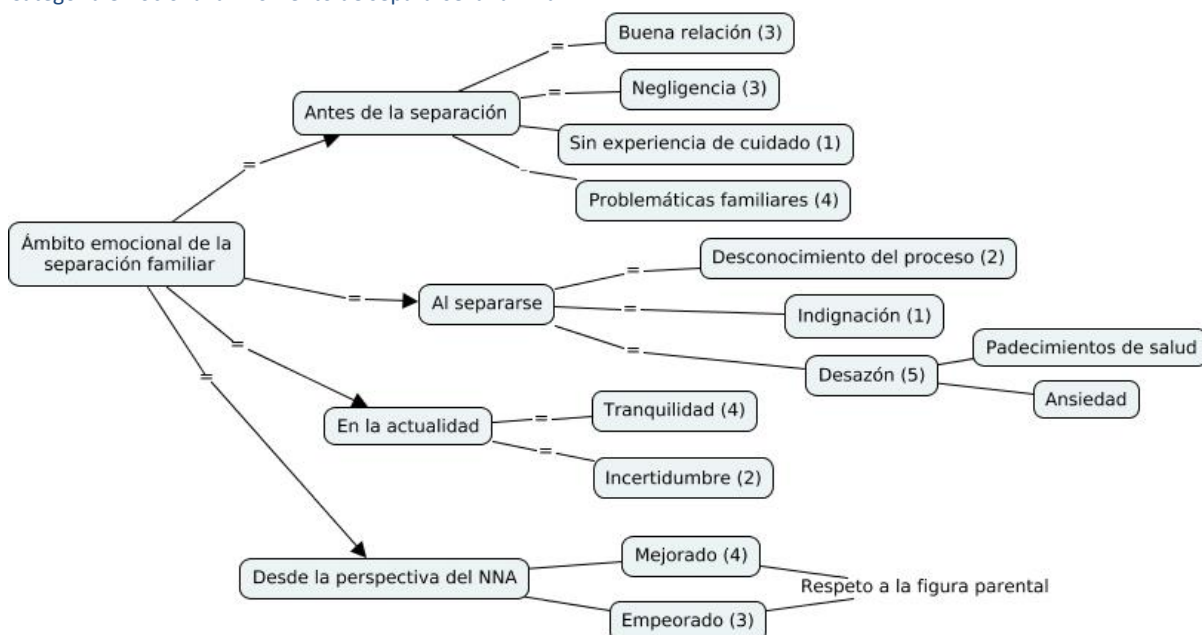 Buena relación (3)
Negligencia (3)
Antes de la separación
Sin experiencia de cuidado (1)
Problemáticas familiares (4)
Ámbito emocional de la
separación familiar
Desconocimiento del proceso (2)
Al separarse
Indignación (1)
Desazón (5)
Padecimientos de salud
Ansiedad
En la actualidad
Tranquilidad (4)
Incertidumbre (2)
Desde la perspectiva del NNA
Mejorado (4)
Empeorado (3)
Respeto a la figura parental